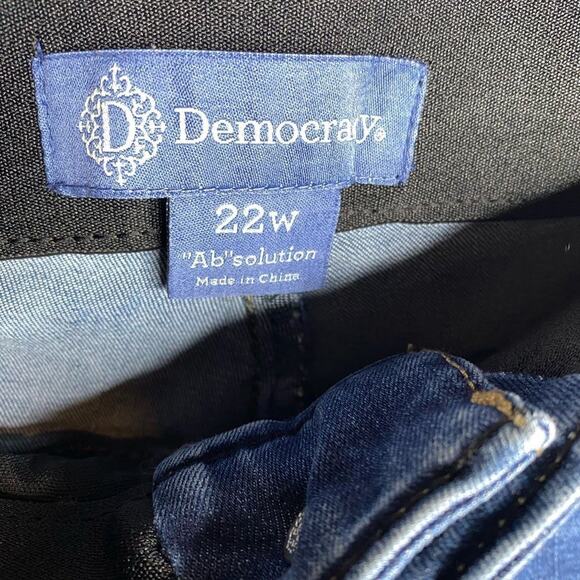 D Democracy®
22W
"Ab"solution
Made in China